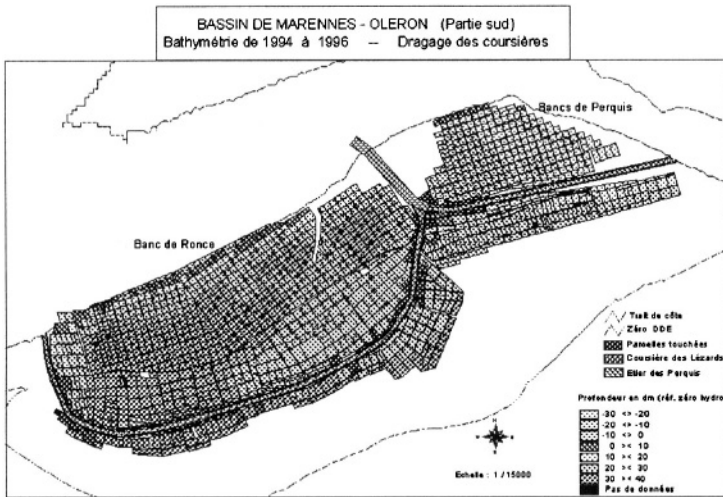 BASSIN DE MARENNES - OLERON (Partie sud)
Bathymétrie de 1994 à 1996 -- Dragage des coursières
Bancs de Perquis
Banc de Ronce
Trait de côte
Zéro DDE
Parcelles touchées
Coursière des Lézards
Etier des Perquis
Profondeur en dm (réf. zéro hydro
-30 <> -20
-20 <> -10
-10 <> 0
0 >< 10
10 >< 20
20 >< 30
30 >< 40
Pas de données
Echelle : 1 / 15000